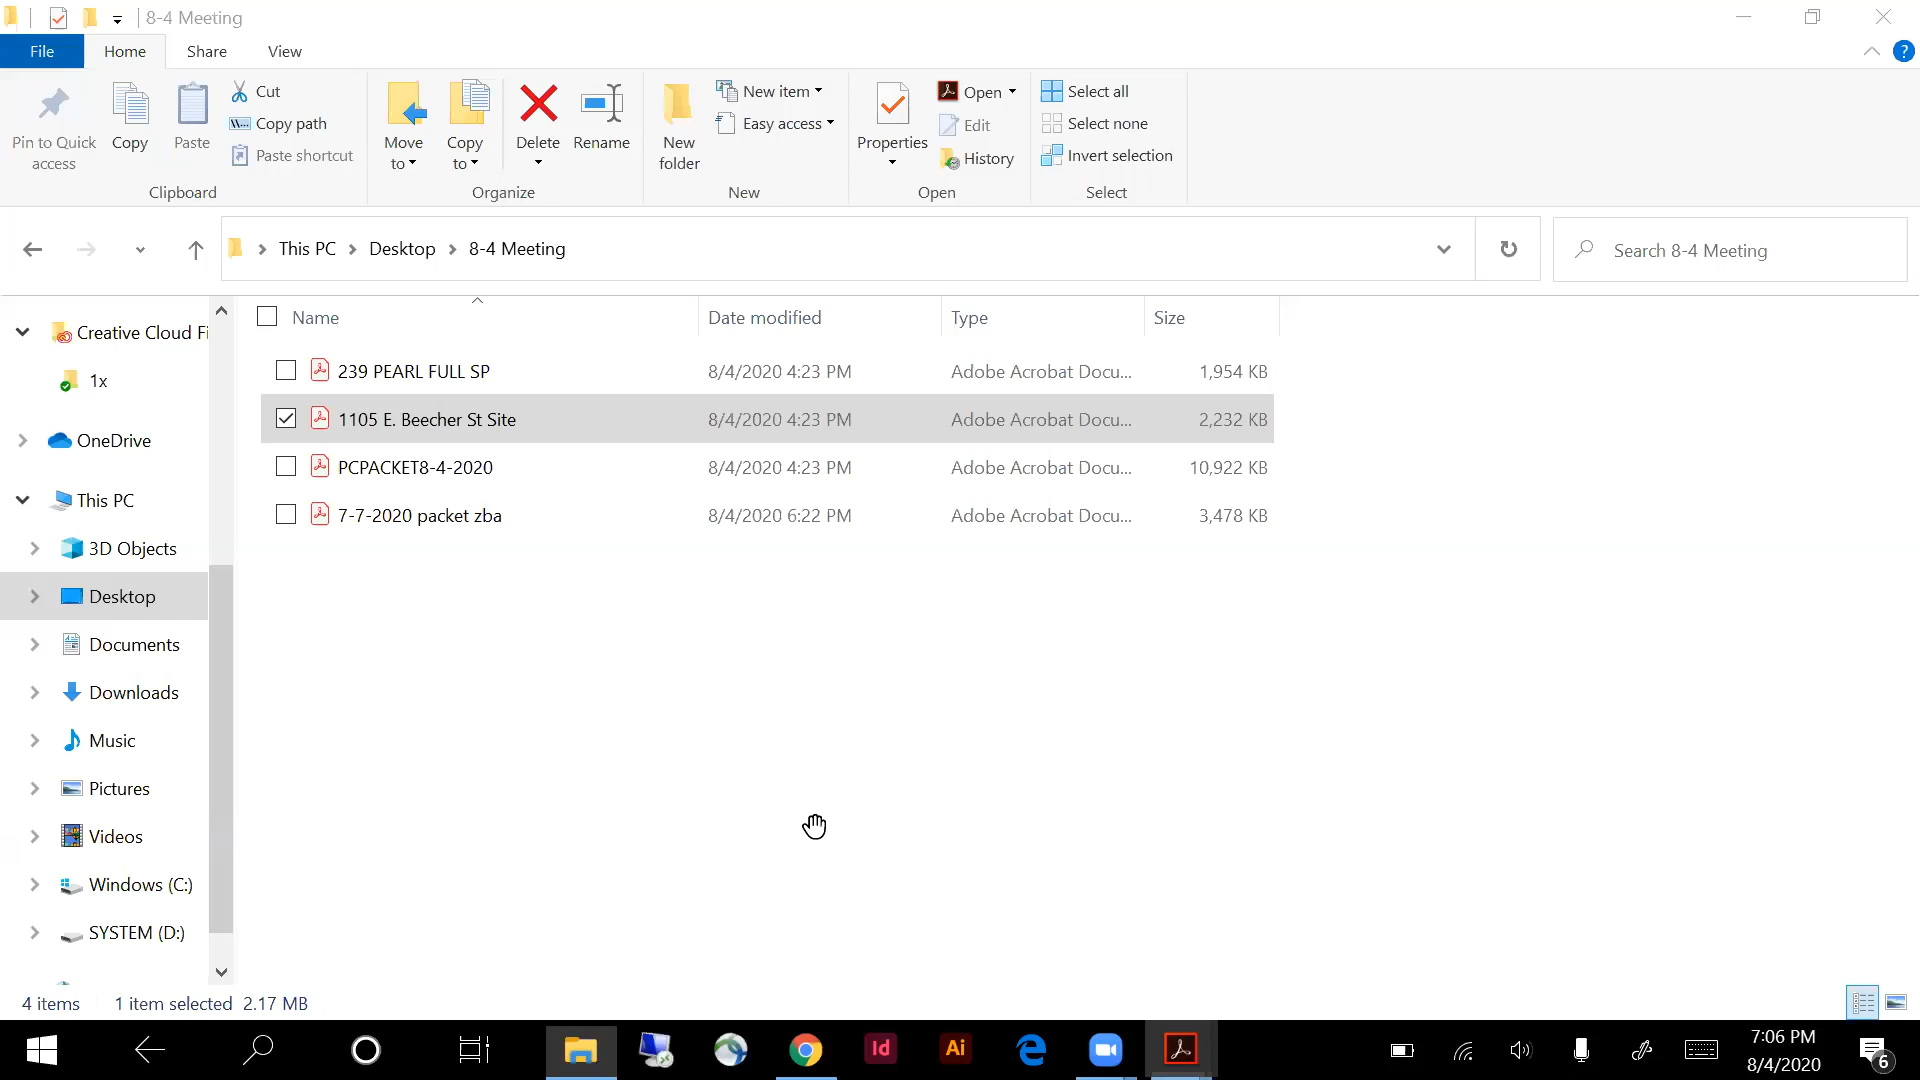 8-4 Meeting
File Home Share View
Pin to Quick access
Copy
Paste
Cut
Copy path
Paste shortcut
Clipboard
Move to
Copy to
Delete
Rename
Organize
New folder
New item
Easy access
New
Properties
Open
Edit
History
Open
Select all
Select none
Invert selection
Select
This PC > Desktop > 8-4 Meeting
Search 8-4 Meeting
Creative Cloud Fi
1x
OneDrive
This PC
3D Objects
Desktop
Documents
Downloads
Music
Pictures
Videos
Windows (C:)
SYSTEM (D:)
Name Date modified Type Size
239 PEARL FULL SP 8/4/2020 4:23 PM Adobe Acrobat Docu... 1,954 KB
1105 E. Beecher St Site 8/4/2020 4:23 PM Adobe Acrobat Docu... 2,232 KB
PCPACKET8-4-2020 8/4/2020 4:23 PM Adobe Acrobat Docu... 10,922 KB
7-7-2020 packet zba 8/4/2020 6:22 PM Adobe Acrobat Docu... 3,478 KB
4 items 1 item selected 2.17 MB
Id
Ai
7:06 PM
8/4/2020
6